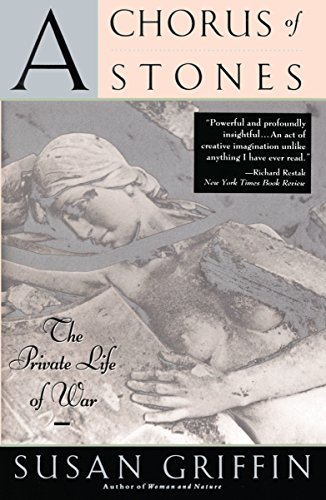 A CHORUS of
STONES
"Powerful and profoundly
insightful...An act of
creative imagination unlike
anything I have ever read."
—Richard Restak
New York Times Book Review
The
Private Life
of War
SUSAN GRIFFIN
Author of Woman and Nature